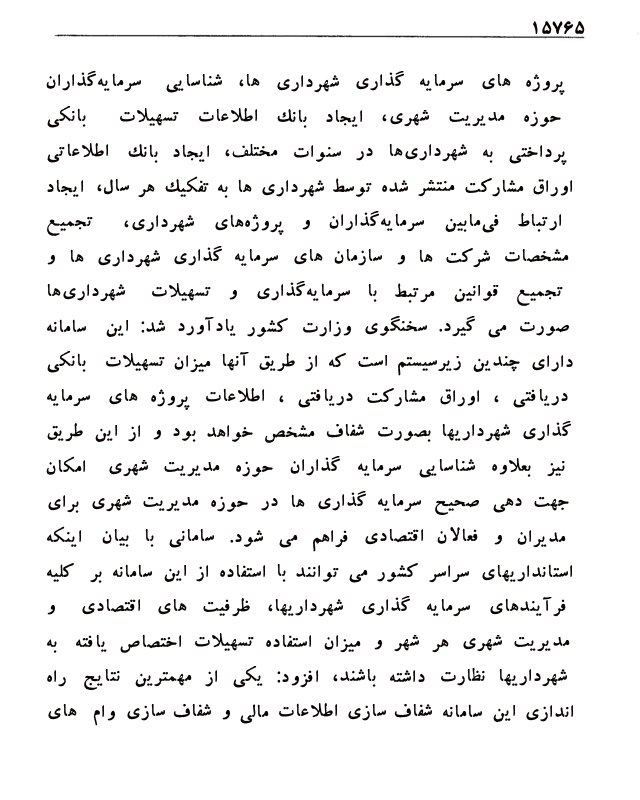 ۱۵۷۶۵
پروژه های سرمایه گذاری شهرداری ها، شناسایی سرمایه‌گذاران
حوزه مدیریت شهری، ایجاد بانك اطلاعات تسهیلات بانکی
پرداختی به شهرداری‌ها در سنوات مختلف، ایجاد بانك اطلاعاتی
اوراق مشارکت منتشر شده توسط شهرداری ها به تفکیك هر سال، ایجاد
ارتباط فی‌مابین سرمایه‌گذاران و پروژه‌های شهرداری، تجمیع
مشخصات شرکت ها و سازمان های سرمایه گذاری شهرداری ها و
تجمیع قوانین مرتبط با سرمایه‌گذاری و تسهیلات شهرداری‌ها
صورت می گیرد. سخنگوی وزارت کشور یادآورد شد: این سامانه
دارای چندین زیرسیستم است که از طریق آنها میزان تسهیلات بانکی
دریافتی ، اوراق مشارکت دریافتی ، اطلاعات پروژه های سرمایه
گذاری شهرداریها بصورت شفاف مشخص خواهد بود و از این طریق
نیز بعلاوه شناسایی سرمایه گذاران حوزه مدیریت شهری امکان
جهت دهی صحیح سرمایه گذاری ها در حوزه مدیریت شهری برای
مدیران و فعالان اقتصادی فراهم می شود. سامانی با بیان اینکه
استانداریهای سراسر کشور می توانند با استفاده از این سامانه بر کلیه
فرآیندهای سرمایه گذاری شهرداریها، ظرفیت های اقتصادی و
مدیریت شهری هر شهر و میزان استفاده تسهیلات اختصاص یافته به
شهرداریها نظارت داشته باشند، افزود: یکی از مهمترین نتایج راه
اندازی این سامانه شفاف سازی اطلاعات مالی و شفاف سازی وام های